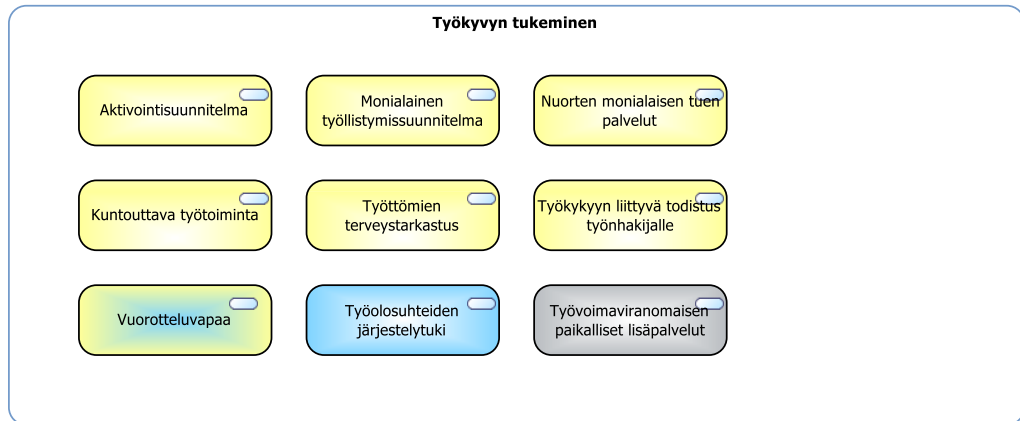 Työkyvyn tukeminen
Aktivointisuunnitelma
Monialainen
työllistymissuunnitelma
Nuorten monialaisen tuen
palvelut
Kuntouttava työtoiminta
Työttömien
terveystarkastus
Työkykyyn liittyvä todistus
työnhakijalle
Vuorotteluvapaa
Työolosuhteiden
järjestelytuki
Työvoimaviranomaisen
paikalliset lisäpalvelut